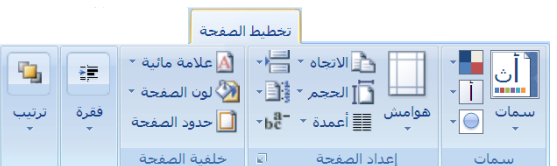 تخطيط الصفحة
سمات
سمات
هوامش
الاتجاه
الحجم
أعمدة
إعداد الصفحة
علامة مائية
لون الصفحة
حدود الصفحة
خلفية الصفحة
فقرة
ترتيب